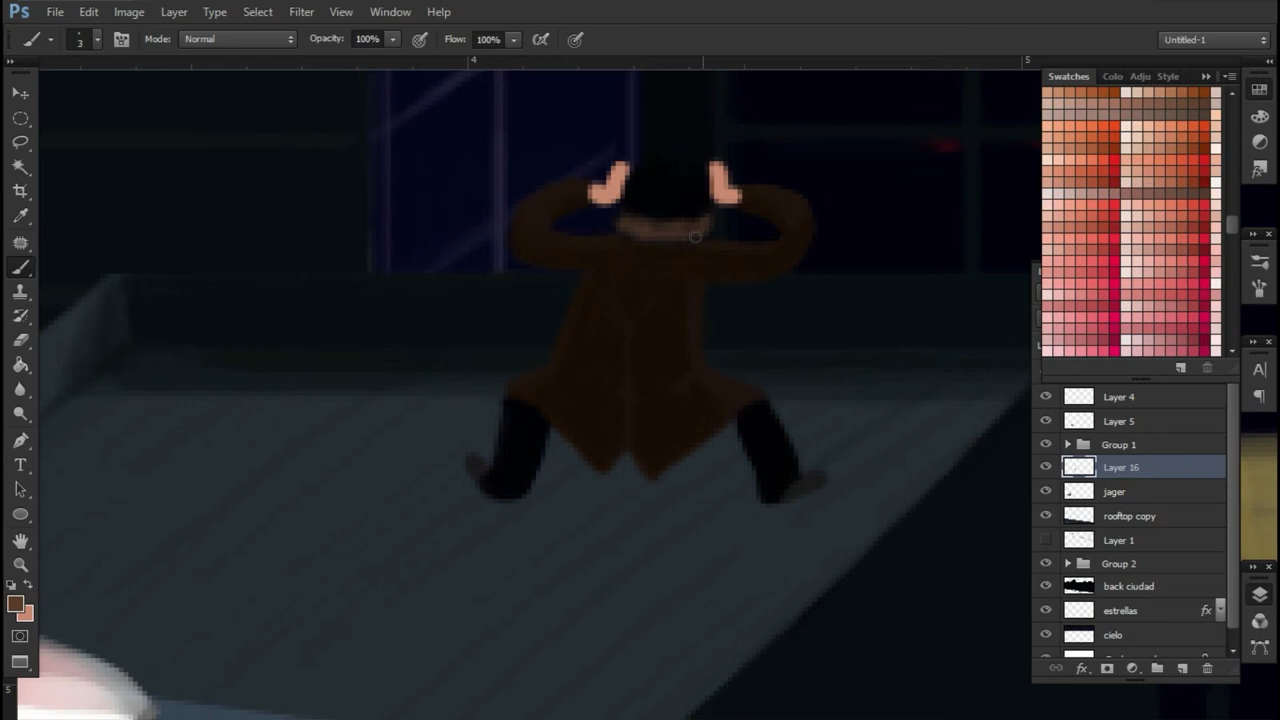 Ps File Edit Image Layer Type Select Filter View Window Help
3 Mode: Normal Opacity: 100% Flow: 100% Untitled-1
4 5
Swatches Colo Adju Style
Layer 4
Layer 5
Group 1
Layer 16
jager
rooftop copy
Layer 1
Group 2
back ciudad
estrellas fx
cielo
fx
5